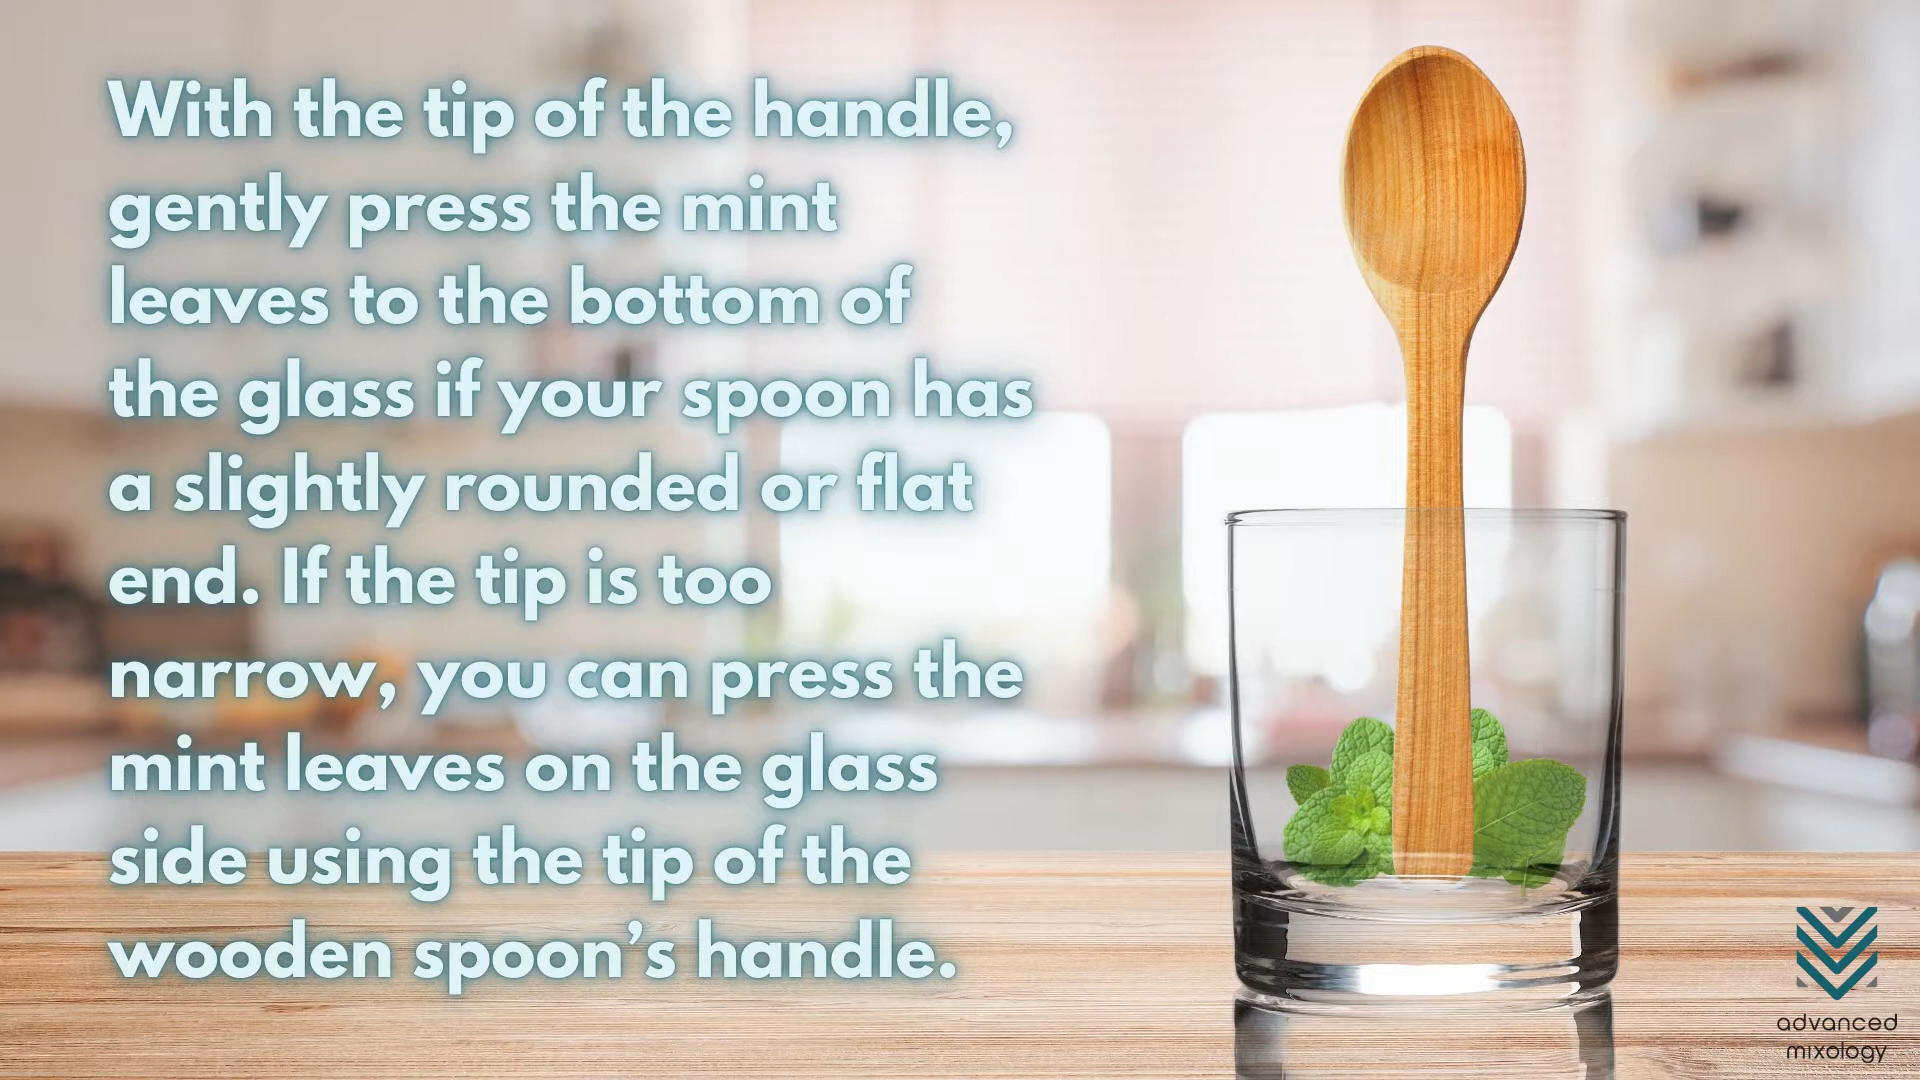 With the tip of the handle,
gently press the mint
leaves to the bottom of
the glass if your spoon has
a slightly rounded or flat
end. If the tip is too
narrow, you can press the
mint leaves on the glass
side using the tip of the
wooden spoon’s handle.
advanced
mixology